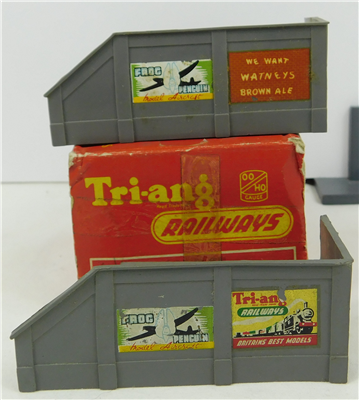 FROG
PENGUIN
WE WANT
WATNEYS
BROWN ALE
Tri-ang
OO/HO
GAUGE
RAILWAYS
FROG
PENGUIN
Tri-ang
RAILWAYS
BRITAINS BEST MODELS